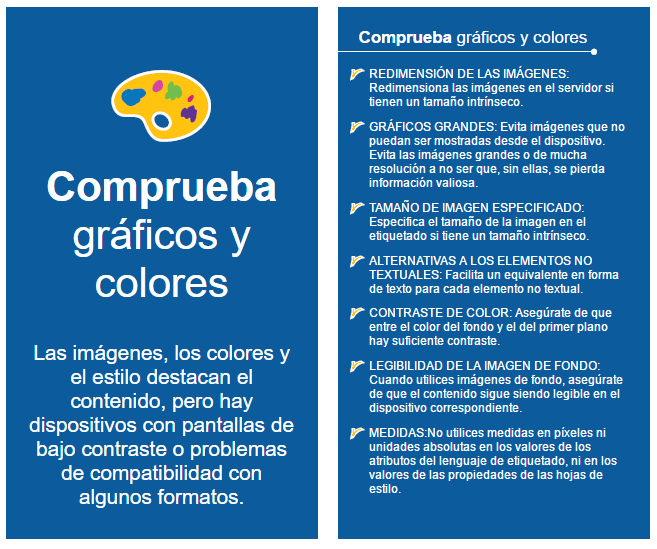 Comprueba
gráficos y
colores
Las imágenes, los colores y
el estilo destacan el
contenido, pero hay
dispositivos con pantallas de
bajo contraste o problemas
de compatibilidad con
algunos formatos.
Comprueba gráficos y colores
REDIMENSIÓN DE LAS IMÁGENES:
Redimensiona las imágenes en el servidor si
tienen un tamaño intrínseco.
GRÁFICOS GRANDES: Evita imágenes que no
puedan ser mostradas desde el dispositivo.
Evita las imágenes grandes o de mucha
resolución a no ser que, sin ellas, se pierda
información valiosa.
TAMAÑO DE IMAGEN ESPECIFICADO:
Especifica el tamaño de la imagen en el
etiquetado si tiene un tamaño intrínseco.
ALTERNATIVAS A LOS ELEMENTOS NO
TEXTUALES: Facilita un equivalente en forma
de texto para cada elemento no textual.
CONTRASTE DE COLOR: Asegúrate de que
entre el color del fondo y el del primer plano
hay suficiente contraste.
LEGIBILIDAD DE LA IMAGEN DE FONDO:
Cuando utilices imágenes de fondo, asegúrate
de que el contenido sigue siendo legible en el
dispositivo correspondiente.
MEDIDAS:No utilices medidas en píxeles ni
unidades absolutas en los valores de los
atributos del lenguaje de etiquetado, ni en los
valores de las propiedades de las hojas de
estilo.